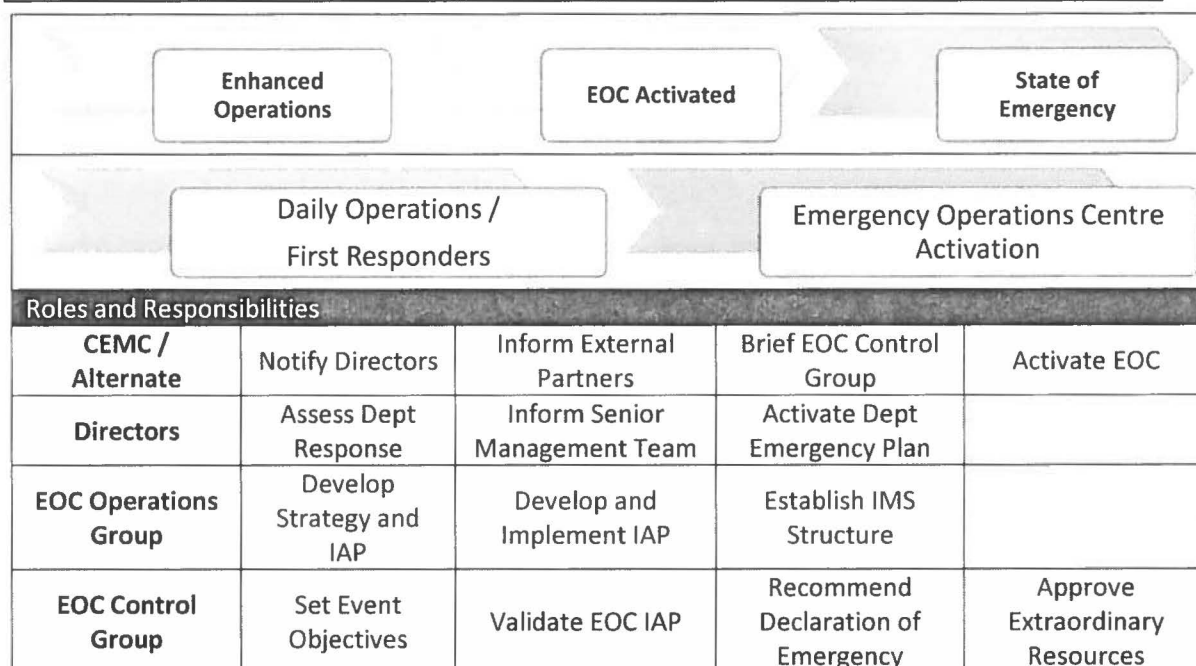 Enhanced
Operations
EOC Activated
State of
Emergency
Daily Operations /
First Responders
Emergency Operations Centre
Activation
Roles and Responsibilities
CEMC /
Alternate
Notify Directors
Inform External
Partners
Brief EOC Control
Group
Activate EOC
Directors
Assess Dept
Response
Inform Senior
Management Team
Activate Dept
Emergency Plan
EOC Operations
Group
Develop
Strategy and
IAP
Develop and
Implement IAP
Establish IMS
Structure
EOC Control
Group
Set Event
Objectives
Validate EOC IAP
Recommend
Declaration of
Emergency
Approve
Extraordinary
Resources